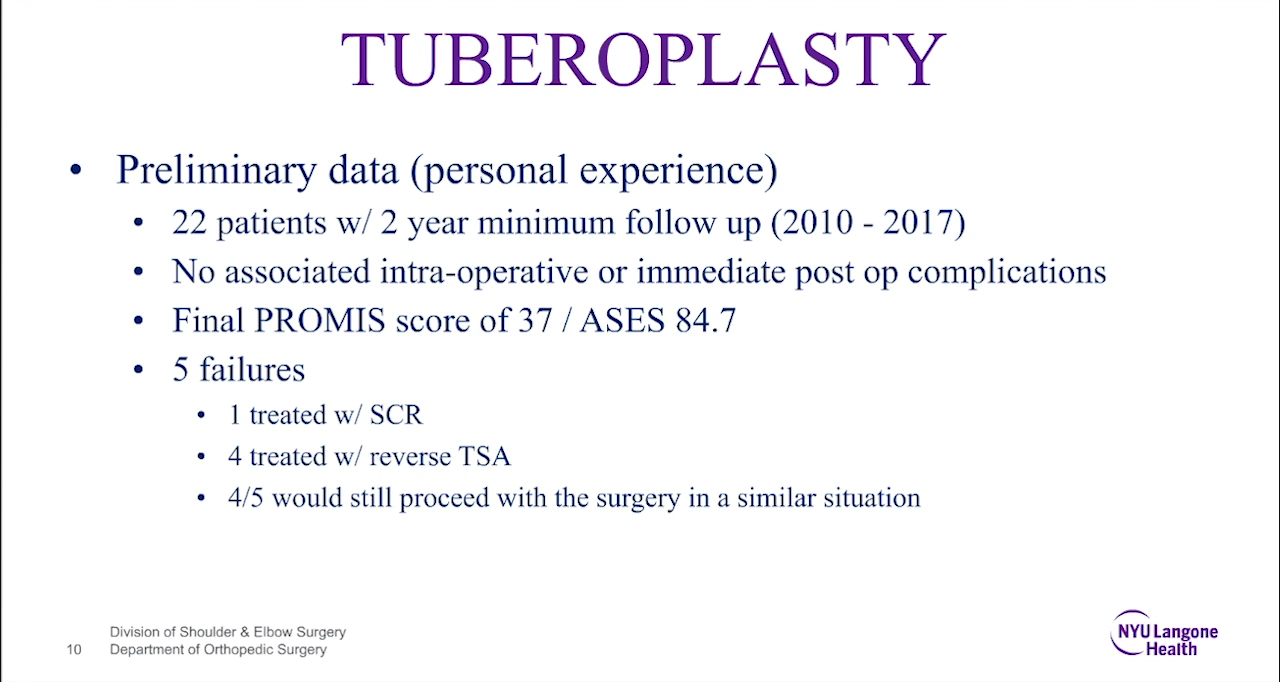 TUBEROPLASTY
• Preliminary data (personal experience)
• 22 patients w/ 2 year minimum follow up (2010 - 2017)
• No associated intra-operative or immediate post op complications
• Final PROMIS score of 37 / ASES 84.7
• 5 failures
• 1 treated w/ SCR
• 4 treated w/ reverse TSA
• 4/5 would still proceed with the surgery in a similar situation
Division of Shoulder & Elbow Surgery
10 Department of Orthopedic Surgery
NYU Langone
Health